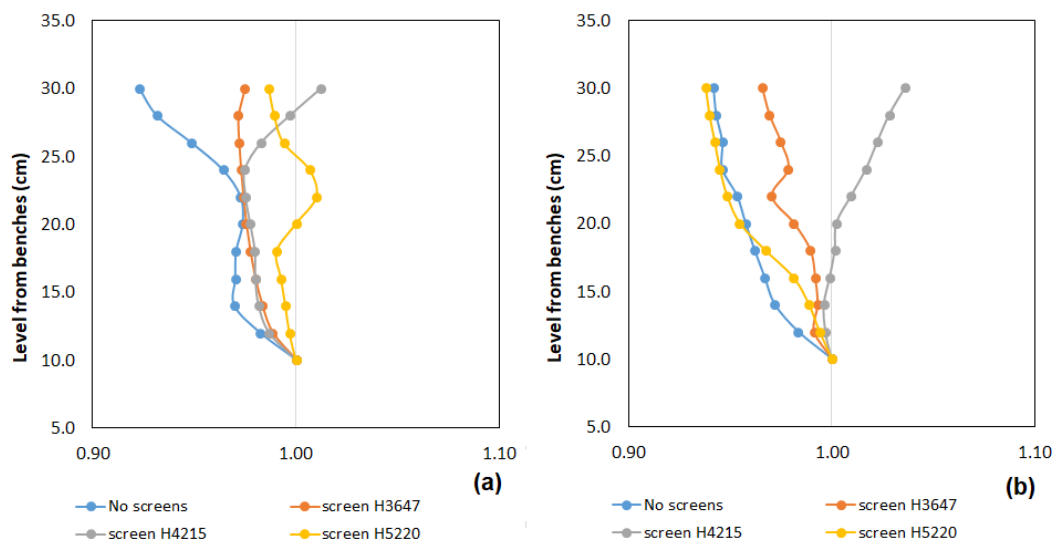 35.0
30.0
25.0
20.0
15.0
10.0
5.0
Level from benches (cm)
0.90 1.00 1.10
(a)
No screens screen H3647
screen H4215 screen H5220
35.0
30.0
25.0
20.0
15.0
10.0
5.0
Level from benches (cm)
0.90 1.00 1.10
(b)
No screens screen H3647
screen H4215 screen H5220